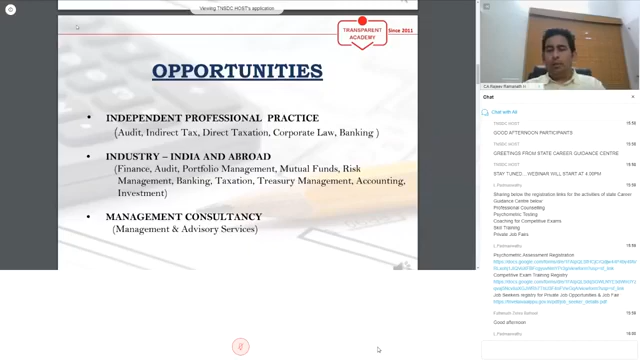 Viewing TNSDC HOST's application
TRANSPARENT
ACADEMY
Since 2011
OPPORTUNITIES
• INDEPENDENT PROFESSIONAL PRACTICE
(Audit, Indirect Tax, Direct Taxation, Corporate Law, Banking )
• INDUSTRY – INDIA AND ABROAD
(Finance, Audit, Portfolio Management, Mutual Funds, Risk
Management, Banking, Taxation, Treasury Management, Accounting,
Investment)
• MANAGEMENT CONSULTANCY
(Management & Advisory Services)
Chat
Chat with All
TNSDC HOST
GOOD AFTERNOON PARTICIPANTS
TNSDC HOST
GREETINGS FROM STATE CAREER GUIDANCE CENTRE
TNSDC HOST
STAY TUNED.. WEBINAR WILL START AT 4.00PM
Sharing below the registration links for the activities of state Career
Guidance Centre below
Professional Counselling
Psychometric Testing
Coaching for Competitive Exams
Skill Training
Private Job Fairs
Psychometric Assessment Registration
Competitive Exam Training Registry
Job Seekers registry for Private Job Opportunities & Job Fair
Good afternoon